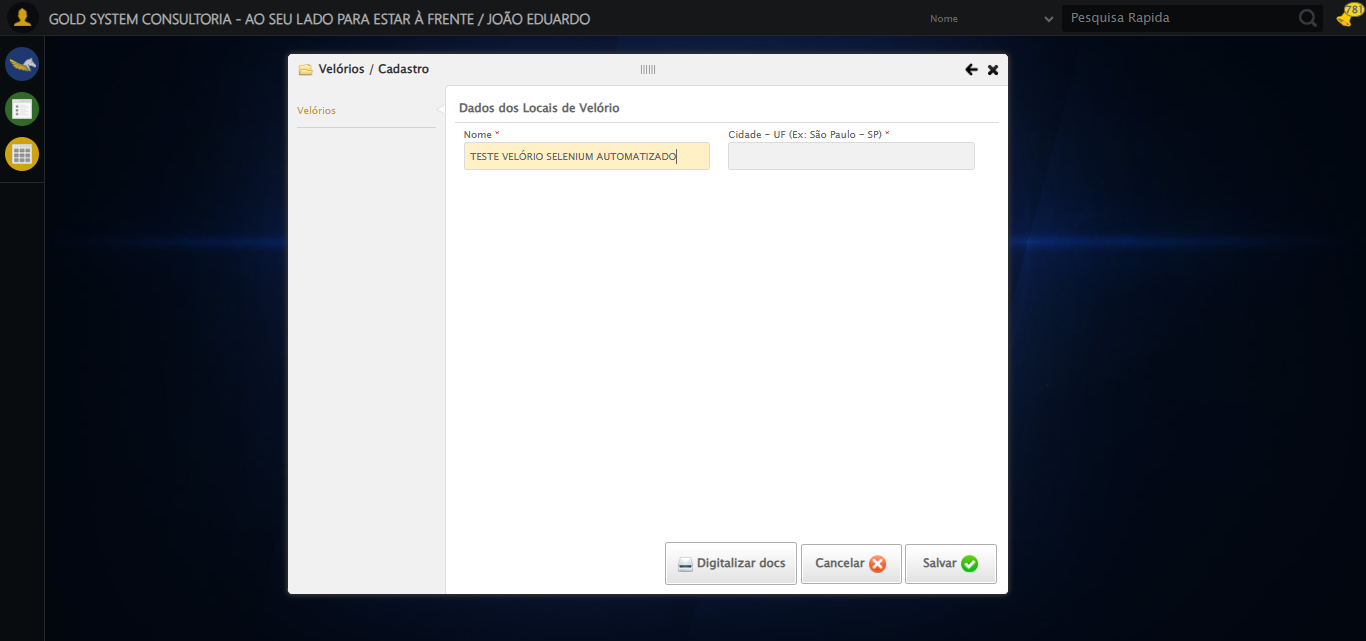 GOLD SYSTEM CONSULTORIA - AO SEU LADO PARA ESTAR À FRENTE / JOÃO EDUARDO
Nome
Pesquisa Rapida
781
Velórios / Cadastro
Velórios
Dados dos Locais de Velório
Nome *
Cidade - UF (Ex: São Paulo - SP) *
TESTE VELÓRIO SELENIUM AUTOMATIZADO
Digitalizar docs
Cancelar
Salvar